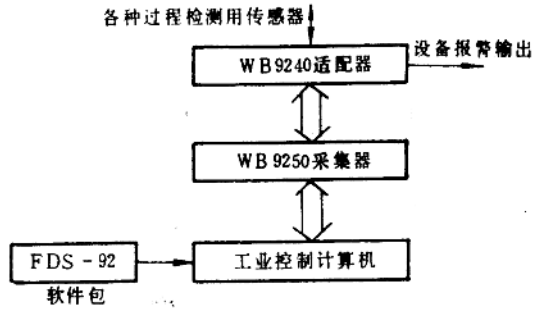 各种过程检测用传感器
设备报警输出
WB9240适配器
WB9250采集器
FDS-92
工业控制计算机
软件包